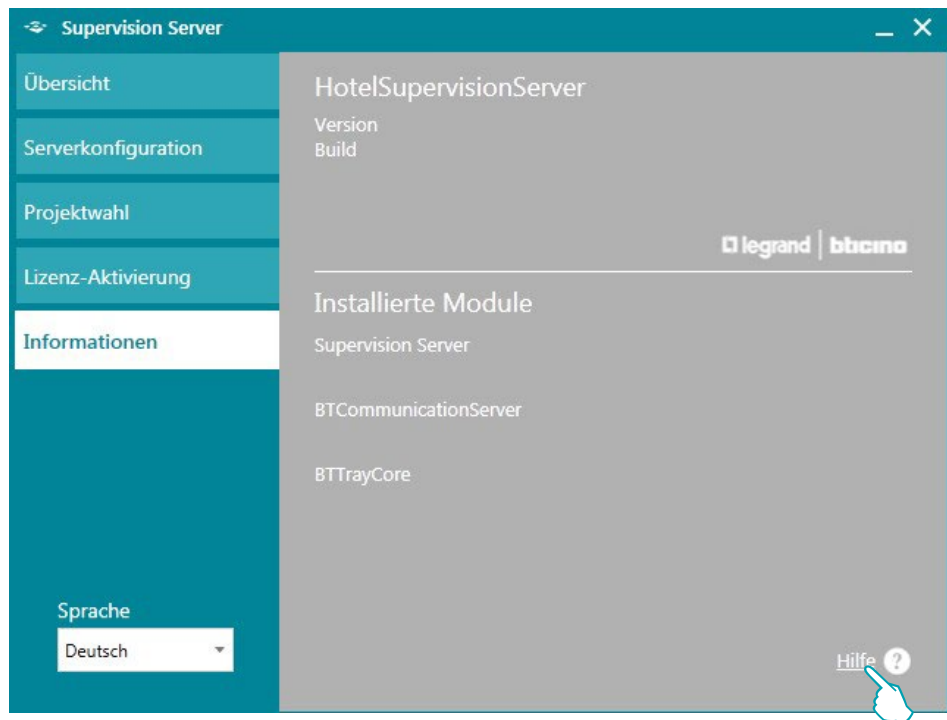 Supervision Server
Übersicht
Serverkonfiguration
Projektwahl
Lizenz-Aktivierung
Informationen
Sprache
Deutsch
HotelSupervisionServer
Version
Build
legrand | bticino
Installierte Module
Supervision Server
BTCommunicationServer
BTTrayCore
Hilfe ?